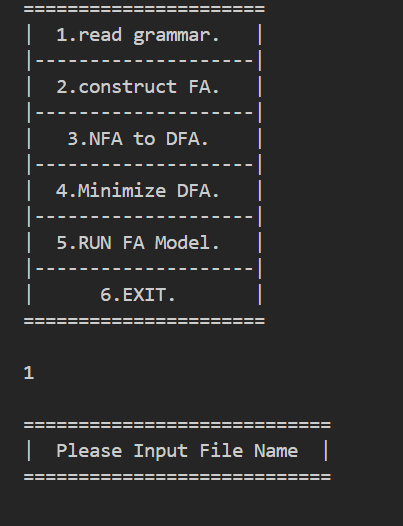 ======================
|  1.read grammar.   |
|--------------------|
|  2.construct FA.   |
|--------------------|
|   3.NFA to DFA.    |
|--------------------|
|  4.Minimize DFA.   |
|--------------------|
|  5.RUN FA Model.   |
|--------------------|
|      6.EXIT.       |
======================
1
============================
|  Please Input File Name  |
============================